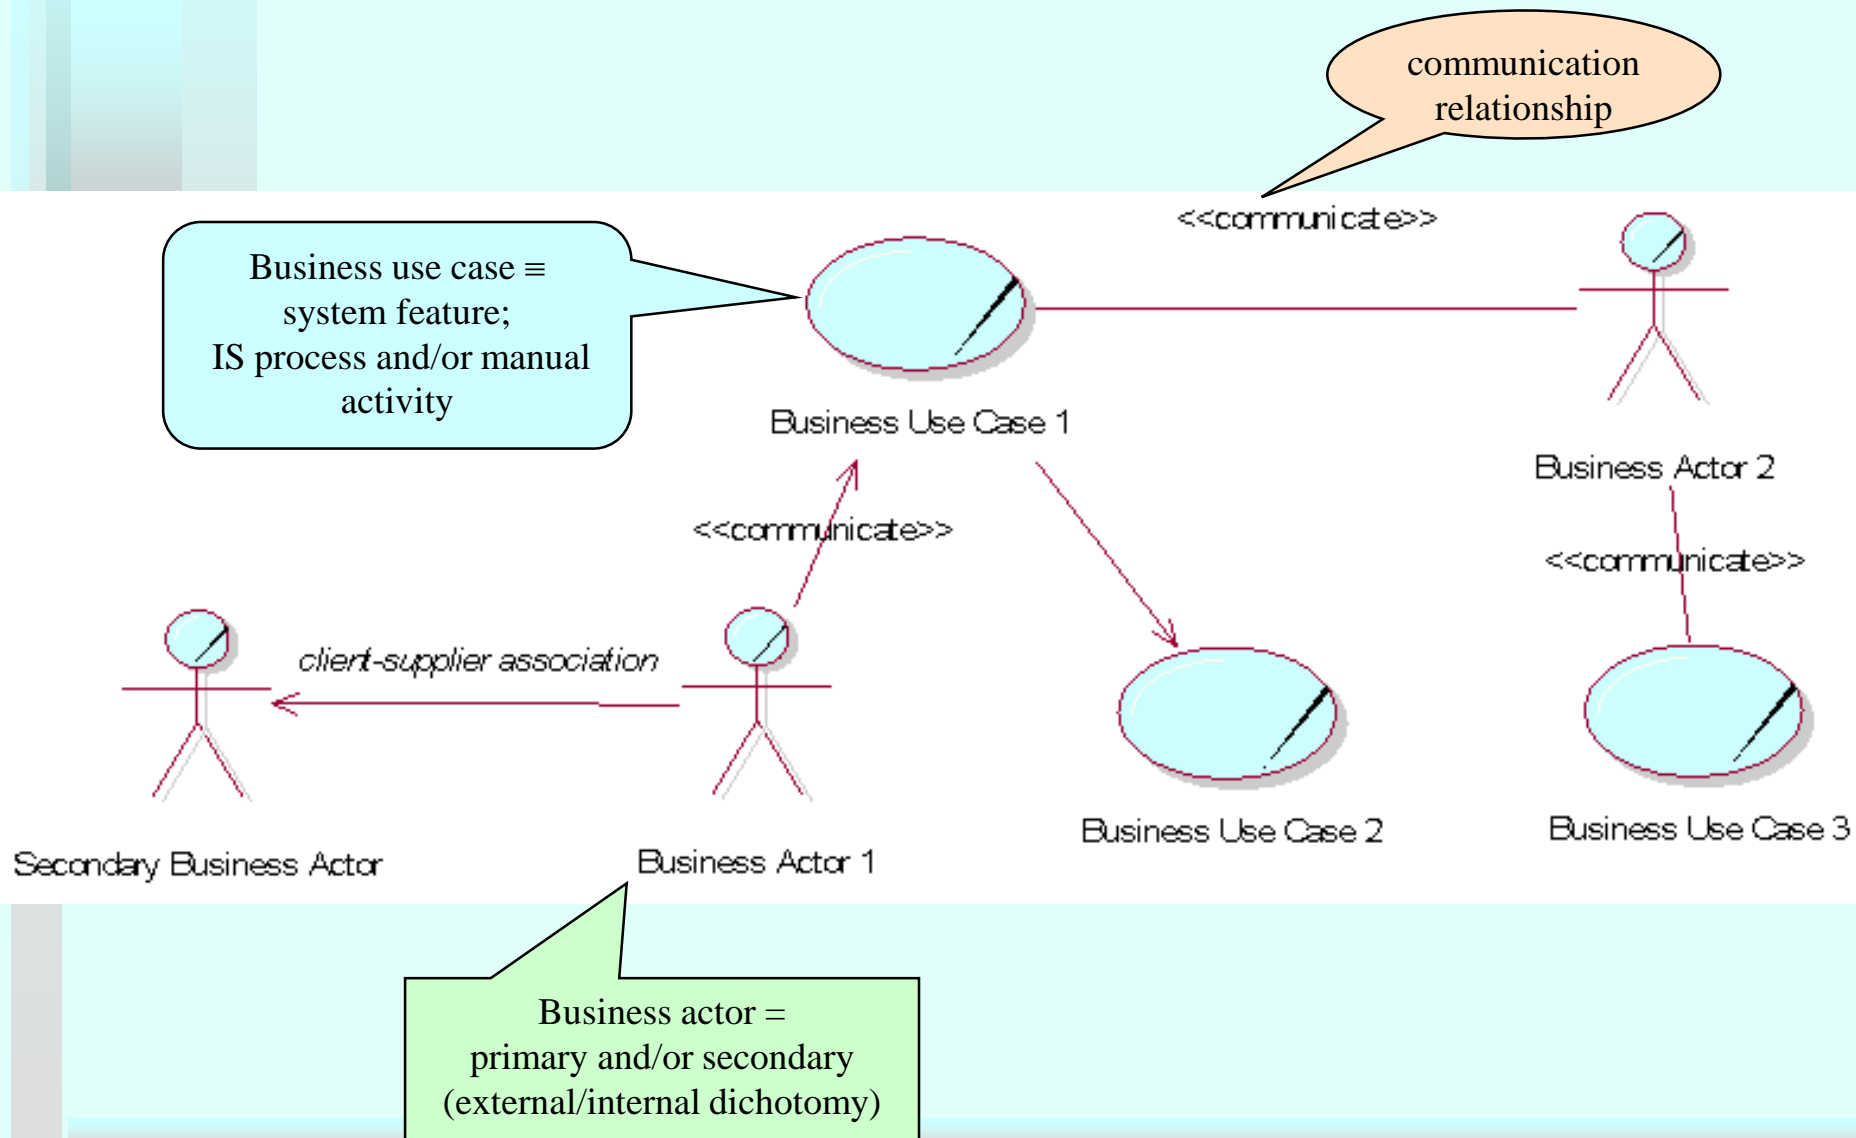 communication
relationship
<<communicate>>
Business use case ≡
system feature;
IS process and/or manual
activity
Business Use Case 1
Business Actor 2
<<communicate>>
<<communicate>>
client-supplier association
Business Use Case 2
Business Use Case 3
Secondary Business Actor
Business Actor 1
Business actor =
primary and/or secondary
(external/internal dichotomy)